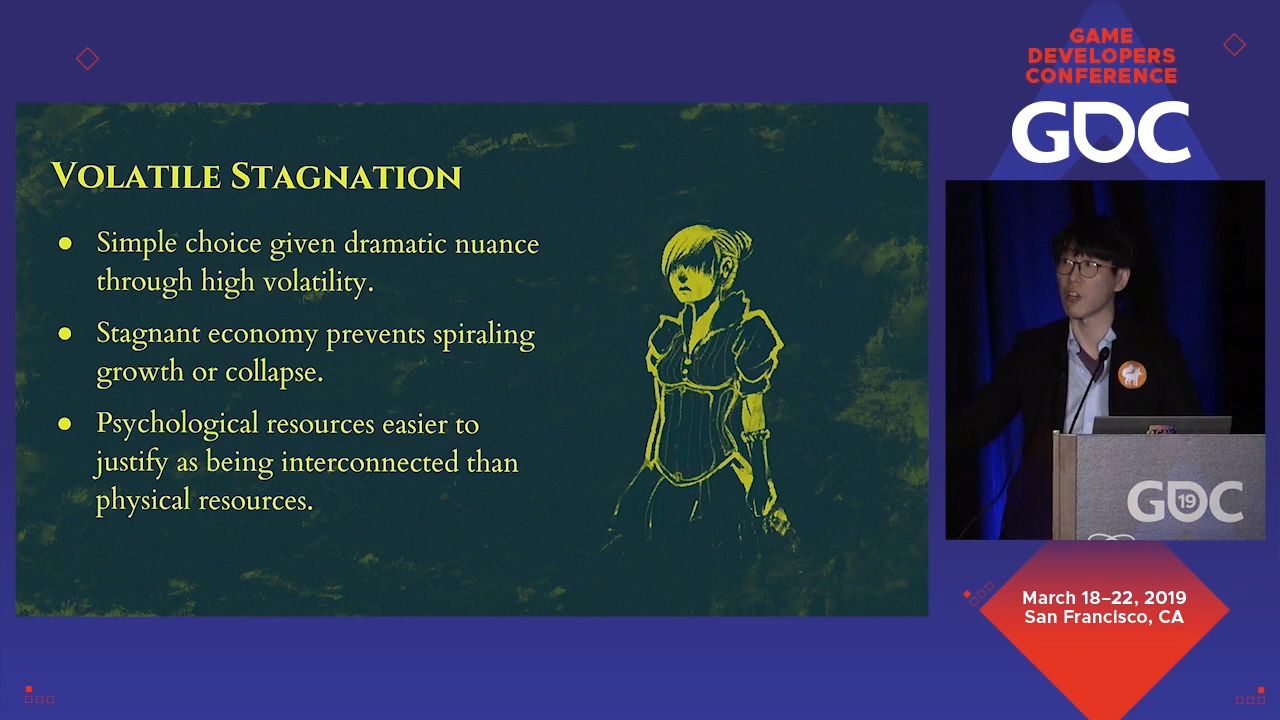 GAME
DEVELOPERS
CONFERENCE
GDC
VOLATILE STAGNATION
● Simple choice given dramatic nuance
through high volatility.
● Stagnant economy prevents spiraling
growth or collapse.
● Psychological resources easier to
justify as being interconnected than
physical resources.
GDC
19
March 18–22, 2019
San Francisco, CA